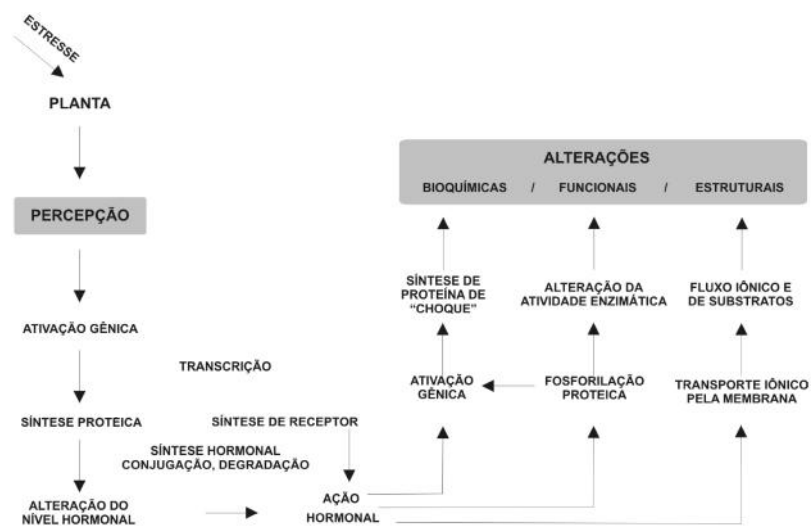 ESTRESSE
PLANTA
PERCEPÇÃO
ATIVAÇÃO GÊNICA
TRANSCRIÇÃO
SÍNTESE PROTEICA
SÍNTESE DE RECEPTOR
SÍNTESE HORMONAL
CONJUGAÇÃO, DEGRADAÇÃO
ALTERAÇÃO DO
NÍVEL HORMONAL
AÇÃO
HORMONAL
ALTERAÇÕES
BIOQUÍMICAS / FUNCIONAIS / ESTRUTURAIS
SÍNTESE DE
PROTEÍNA DE
“CHOQUE”
ALTERAÇÃO DA
ATIVIDADE ENZIMÁTICA
FLUXO IÔNICO E
DE SUBSTRATOS
ATIVAÇÃO
GÊNICA
FOSFORILAÇÃO
PROTEICA
TRANSPORTE IÔNICO
PELA MEMBRANA